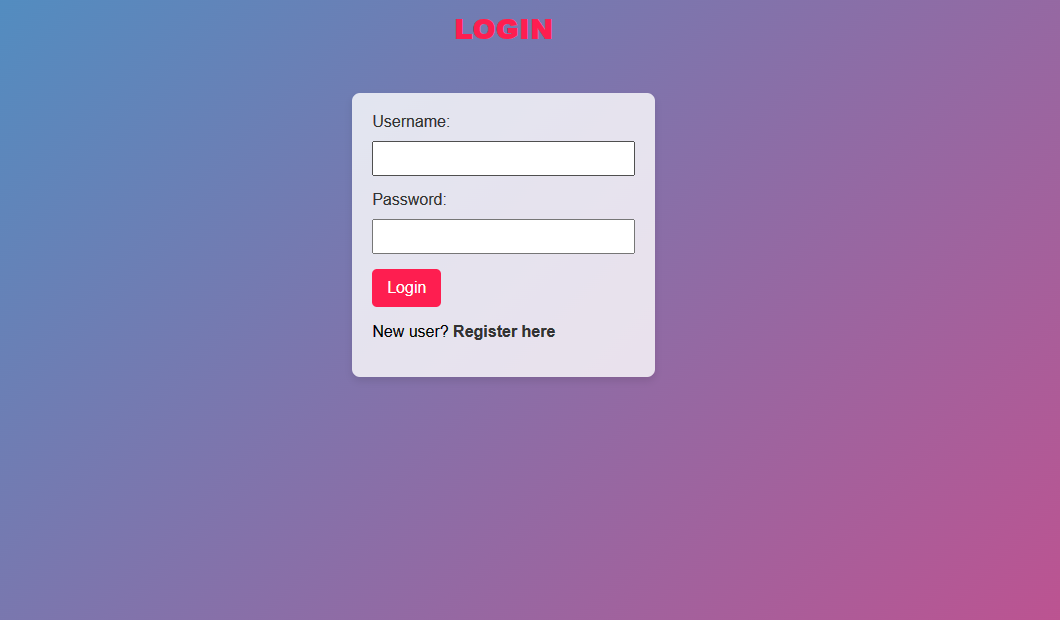 LOGIN
Username:
Password:
Login
New user? Register here